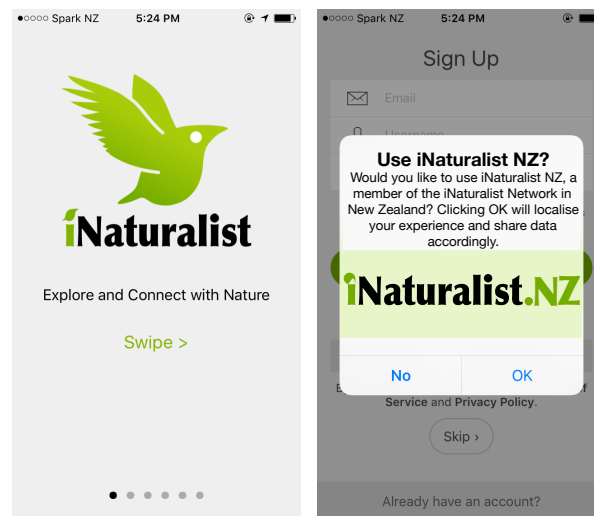 ●○○○○ Spark NZ 5:24 PM
iNaturalist
Explore and Connect with Nature
Swipe >
●○○○○ Spark NZ 5:24 PM
Sign Up
Email
Username
Use iNaturalist NZ?
Would you like to use iNaturalist NZ, a
member of the iNaturalist Network in
New Zealand? Clicking OK will localise
your experience and share data
accordingly.
iNaturalist.NZ
No OK
Service and Privacy Policy.
Skip ›
Already have an account?